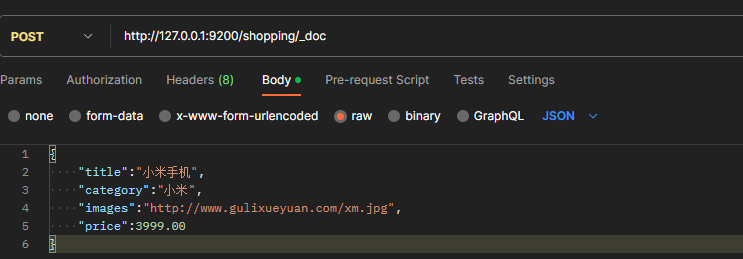 POST http://127.0.0.1:9200/shopping/_doc
Params Authorization Headers (8) Body Pre-request Script Tests Settings
none form-data x-www-form-urlencoded raw binary GraphQL JSON
1 {
2 "title":"小米手机",
3 "category":"小米",
4 "images":"http://www.gulixueyuan.com/xm.jpg",
5 "price":3999.00
6 }